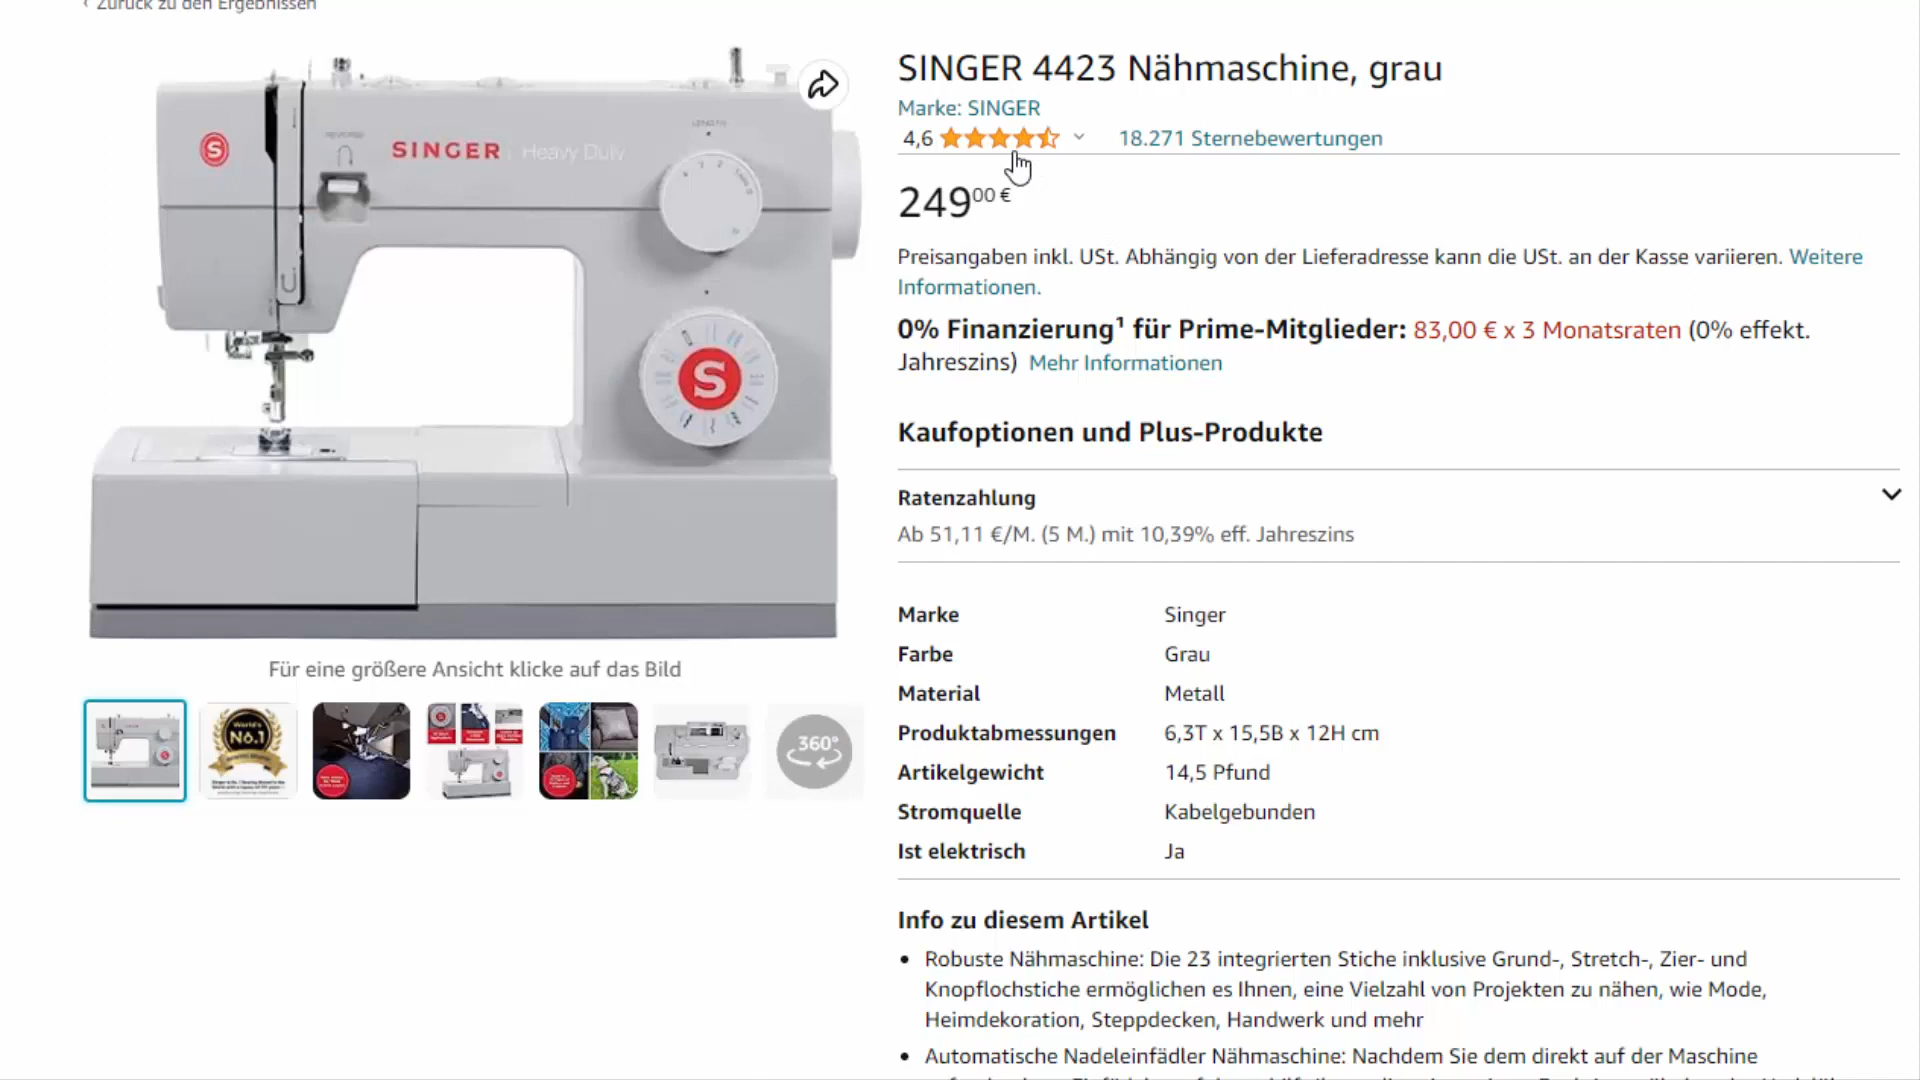 ‹ Zurück zu den Ergebnissen
SINGER 4423 Nähmaschine, grau
Marke: SINGER
4,6 18.271 Sternebewertungen
249 00 €
Preisangaben inkl. USt. Abhängig von der Lieferadresse kann die USt. an der Kasse variieren. Weitere
Informationen.
0% Finanzierung¹ für Prime-Mitglieder: 83,00 € x 3 Monatsraten (0% effekt.
Jahreszins) Mehr Informationen
Kaufoptionen und Plus-Produkte
Ratenzahlung
Ab 51,11 €/M. (5 M.) mit 10,39% eff. Jahreszins
Marke Singer
Farbe Grau
Material Metall
Produktabmessungen 6,3T x 15,5B x 12H cm
Artikelgewicht 14,5 Pfund
Stromquelle Kabelgebunden
Ist elektrisch Ja
Info zu diesem Artikel
• Robuste Nähmaschine: Die 23 integrierten Stiche inklusive Grund-, Stretch-, Zier- und
Knopflochstiche ermöglichen es Ihnen, eine Vielzahl von Projekten zu nähen, wie Mode,
Heimdekoration, Steppdecken, Handwerk und mehr
• Automatische Nadeleinfädler Nähmaschine: Nachdem Sie dem direkt auf der Maschine
S
REVERSE
SINGER Heavy Duty
LENGTH
S
Für eine größere Ansicht klicke auf das Bild
World's
No.1
360°